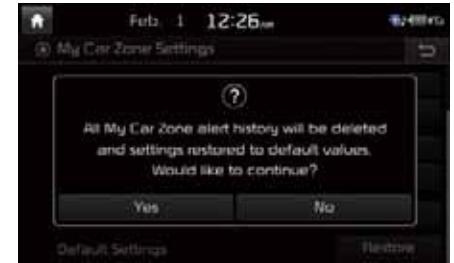 Feb. 1 12:26
My Car Zone Settings
?
All My Car Zone alert history will be deleted
and settings restored to default values.
Would like to continue?
Yes No
Default Settings Restore